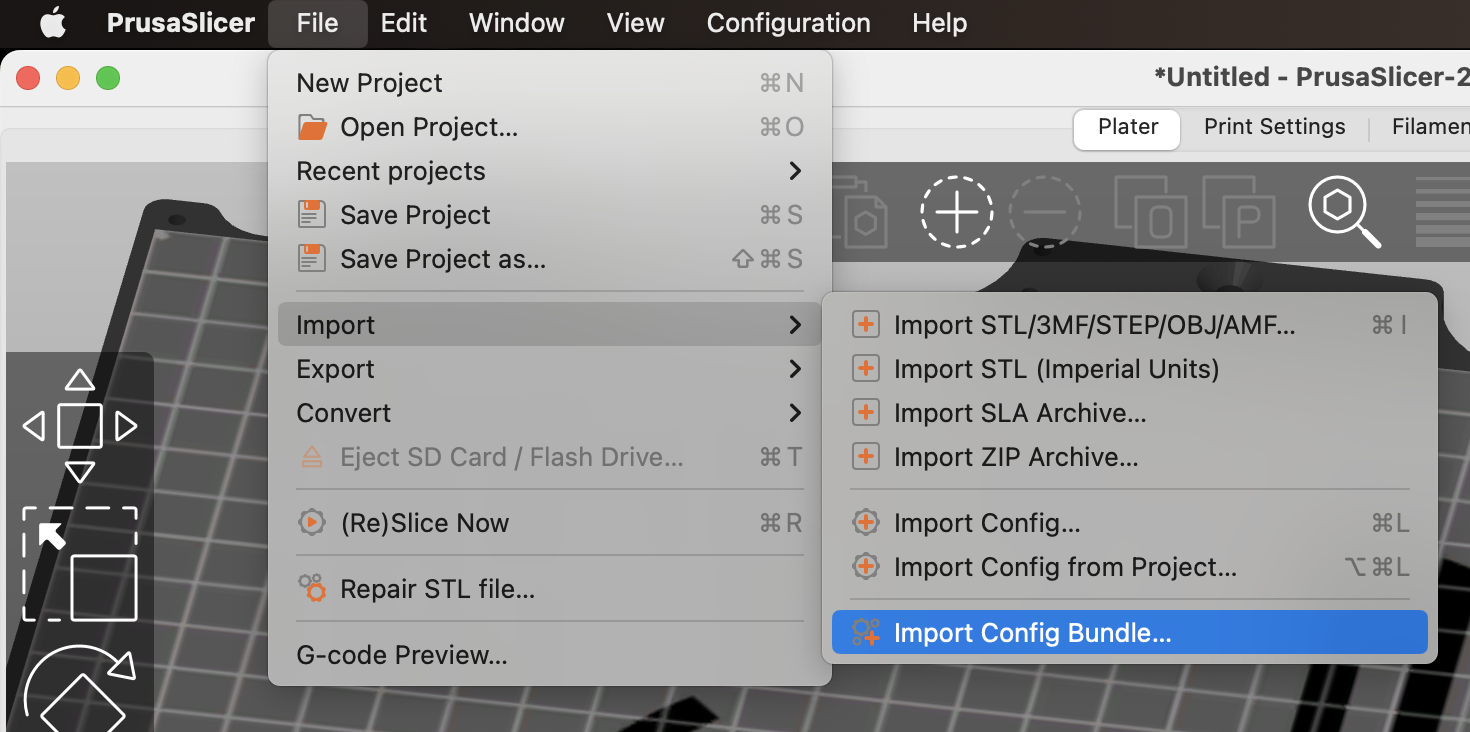 PrusaSlicer File Edit Window View Configuration Help
*Untitled - PrusaSlicer-2
Plater Print Settings Filamen
New Project ⌘N
Open Project... ⌘O
Recent projects
Save Project ⌘S
Save Project as... ⇧⌘S
Import
Export
Convert
Eject SD Card / Flash Drive... ⌘T
(Re)Slice Now ⌘R
Repair STL file...
G-code Preview...
Import STL/3MF/STEP/OBJ/AMF... ⌘I
Import STL (Imperial Units)
Import SLA Archive...
Import ZIP Archive...
Import Config... ⌘L
Import Config from Project... ⌥⌘L
Import Config Bundle...
O
P